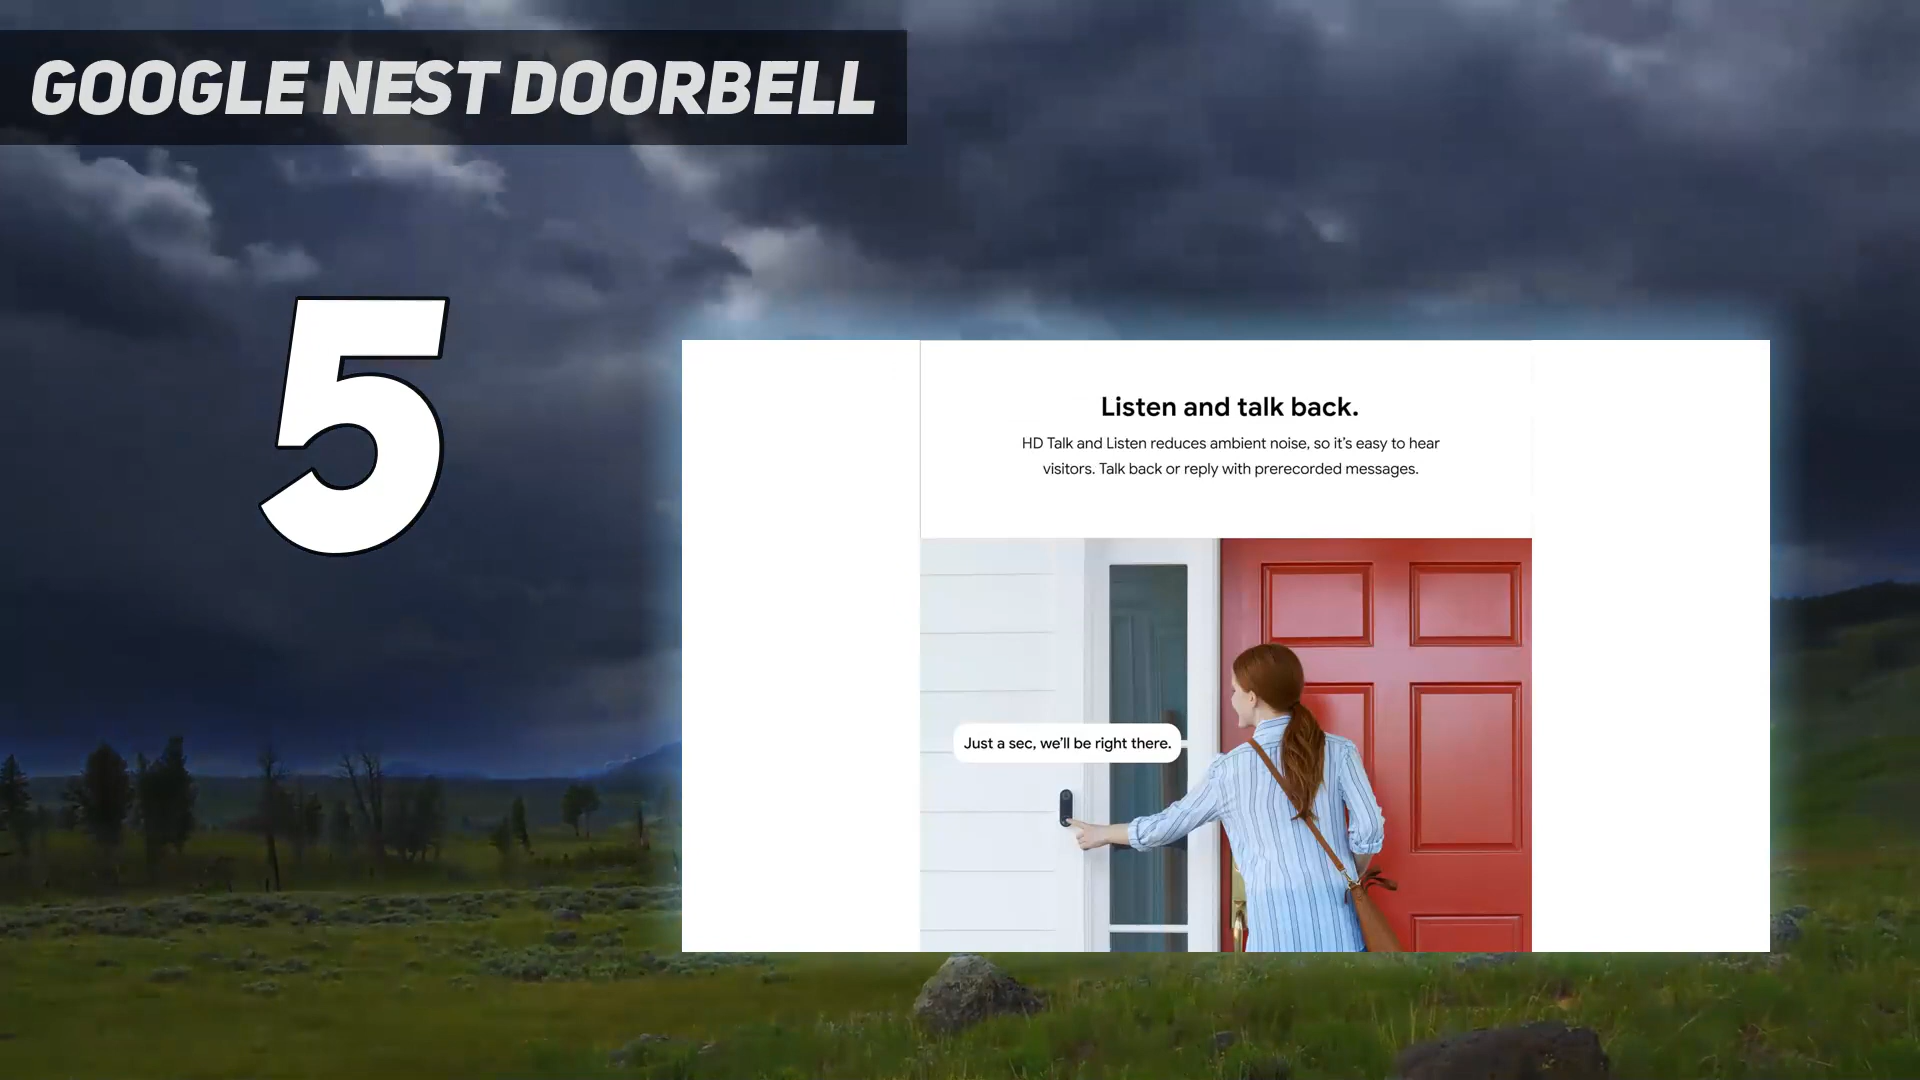 GOOGLE NEST DOORBELL
5
Listen and talk back.
HD Talk and Listen reduces ambient noise, so it’s easy to hear
visitors. Talk back or reply with prerecorded messages.
Just a sec, we’ll be right there.